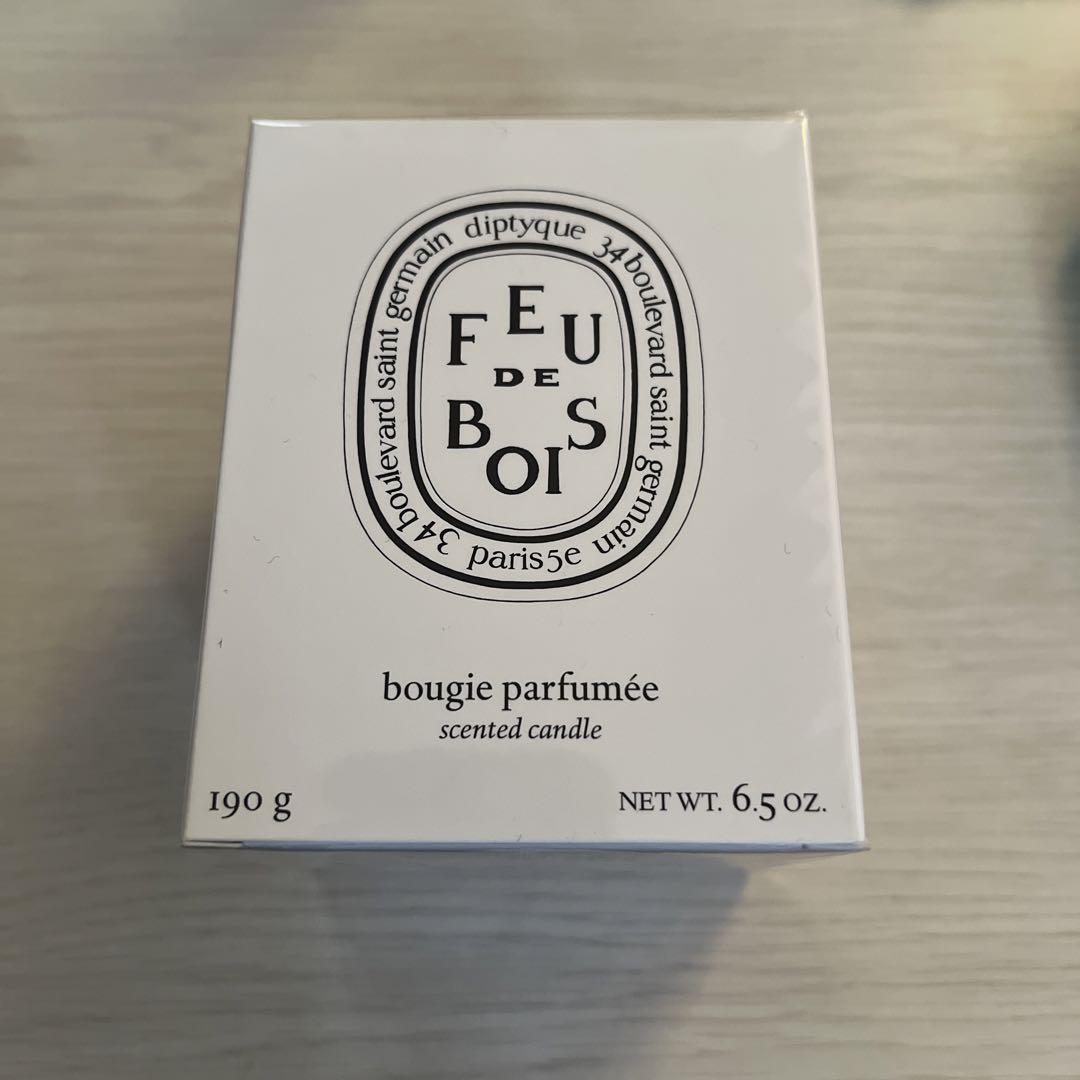 diptyque 34 boulevard saint germain paris 5e 34 boulevard saint germain
FEU
DE
BOIS
bougie parfumée
scented candle
190 g
NET WT. 6.5 OZ.